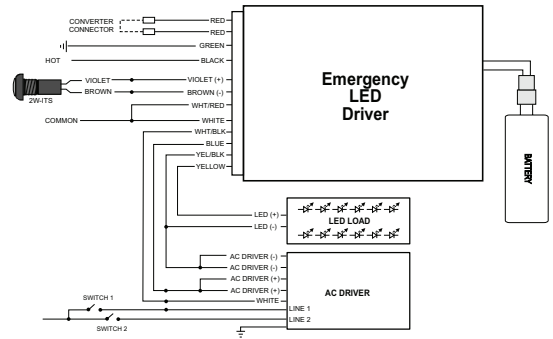 CONVERTER
CONNECTOR
RED
RED
GREEN
HOT
BLACK
VIOLET
VIOLET (+)
BROWN
BROWN (-)
2W-ITS
WHT/RED
COMMON
WHITE
WHT/BLK
BLUE
YEL/BLK
YELLOW
Emergency
LED
Driver
BATTERY
LED (+)
LED LOAD
LED (-)
AC DRIVER (-)
AC DRIVER (-)
AC DRIVER (+)
AC DRIVER (+)
AC DRIVER
WHITE
SWITCH 1
LINE 1
LINE 2
SWITCH 2